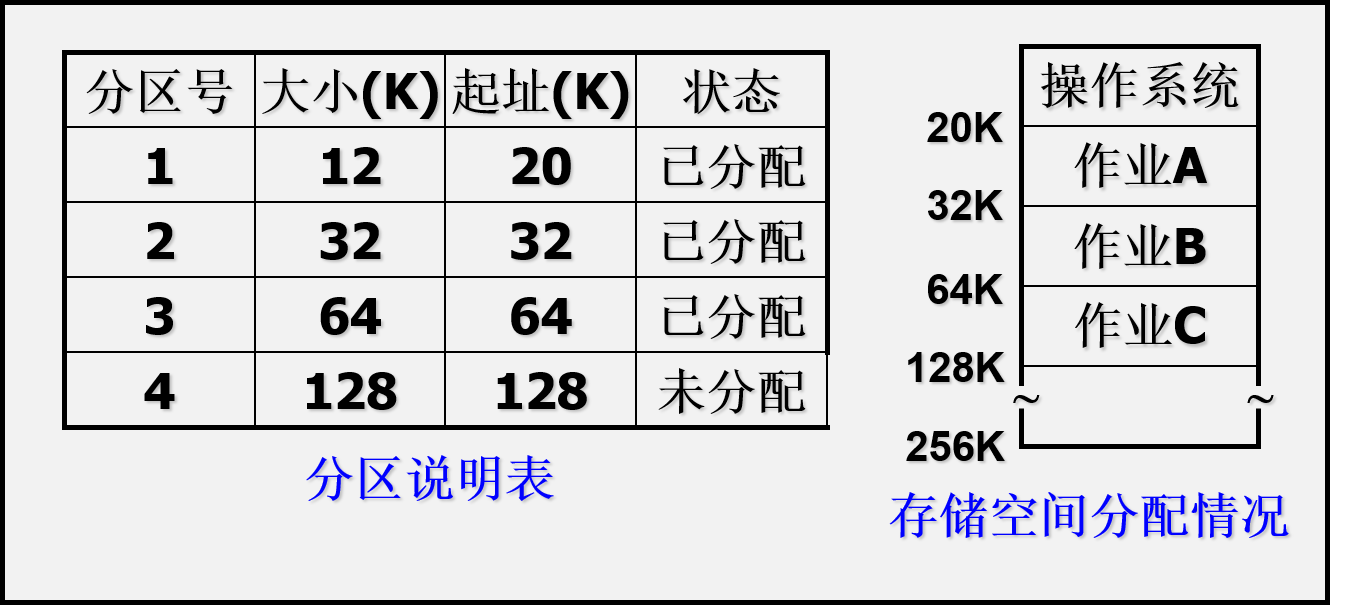 分区号 大小(K) 起址(K) 状态
1 12 20 已分配
2 32 32 已分配
3 64 64 已分配
4 128 128 未分配
分区说明表
操作系统
20K
作业A
32K
作业B
64K
作业C
128K
~ ~
256K
存储空间分配情况